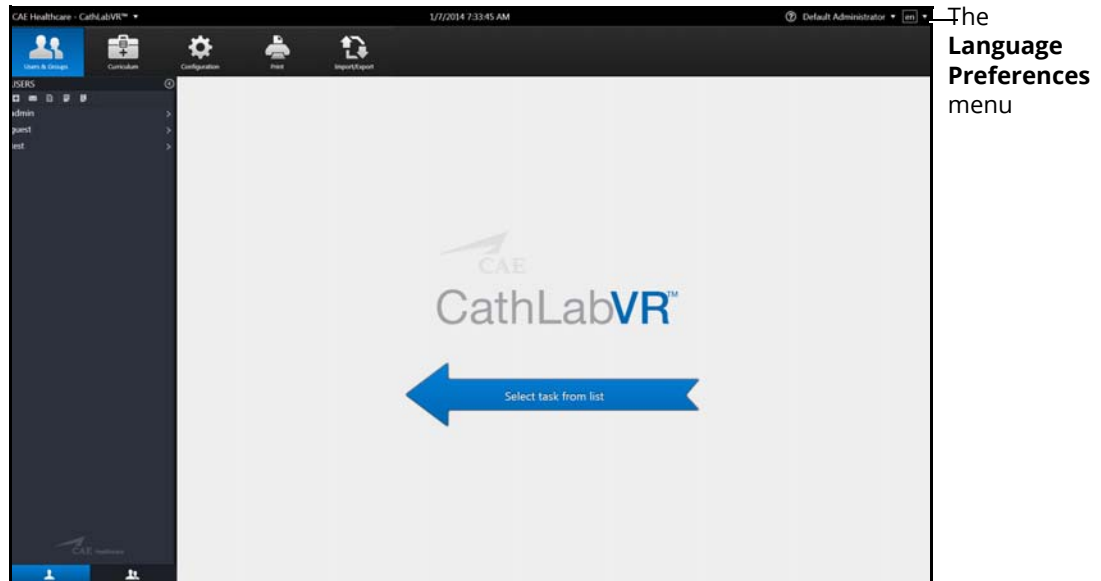 CAE Healthcare - CathLabVR™
1/7/2014 7:33:45 AM
Default Administrator
en
The
Language
Preferences
menu
Users & Groups
Curriculum
Configuration
Print
Import/Export
USERS
admin
guest
test
CAE
CathLabVR™
Select task from list
CAE Healthcare